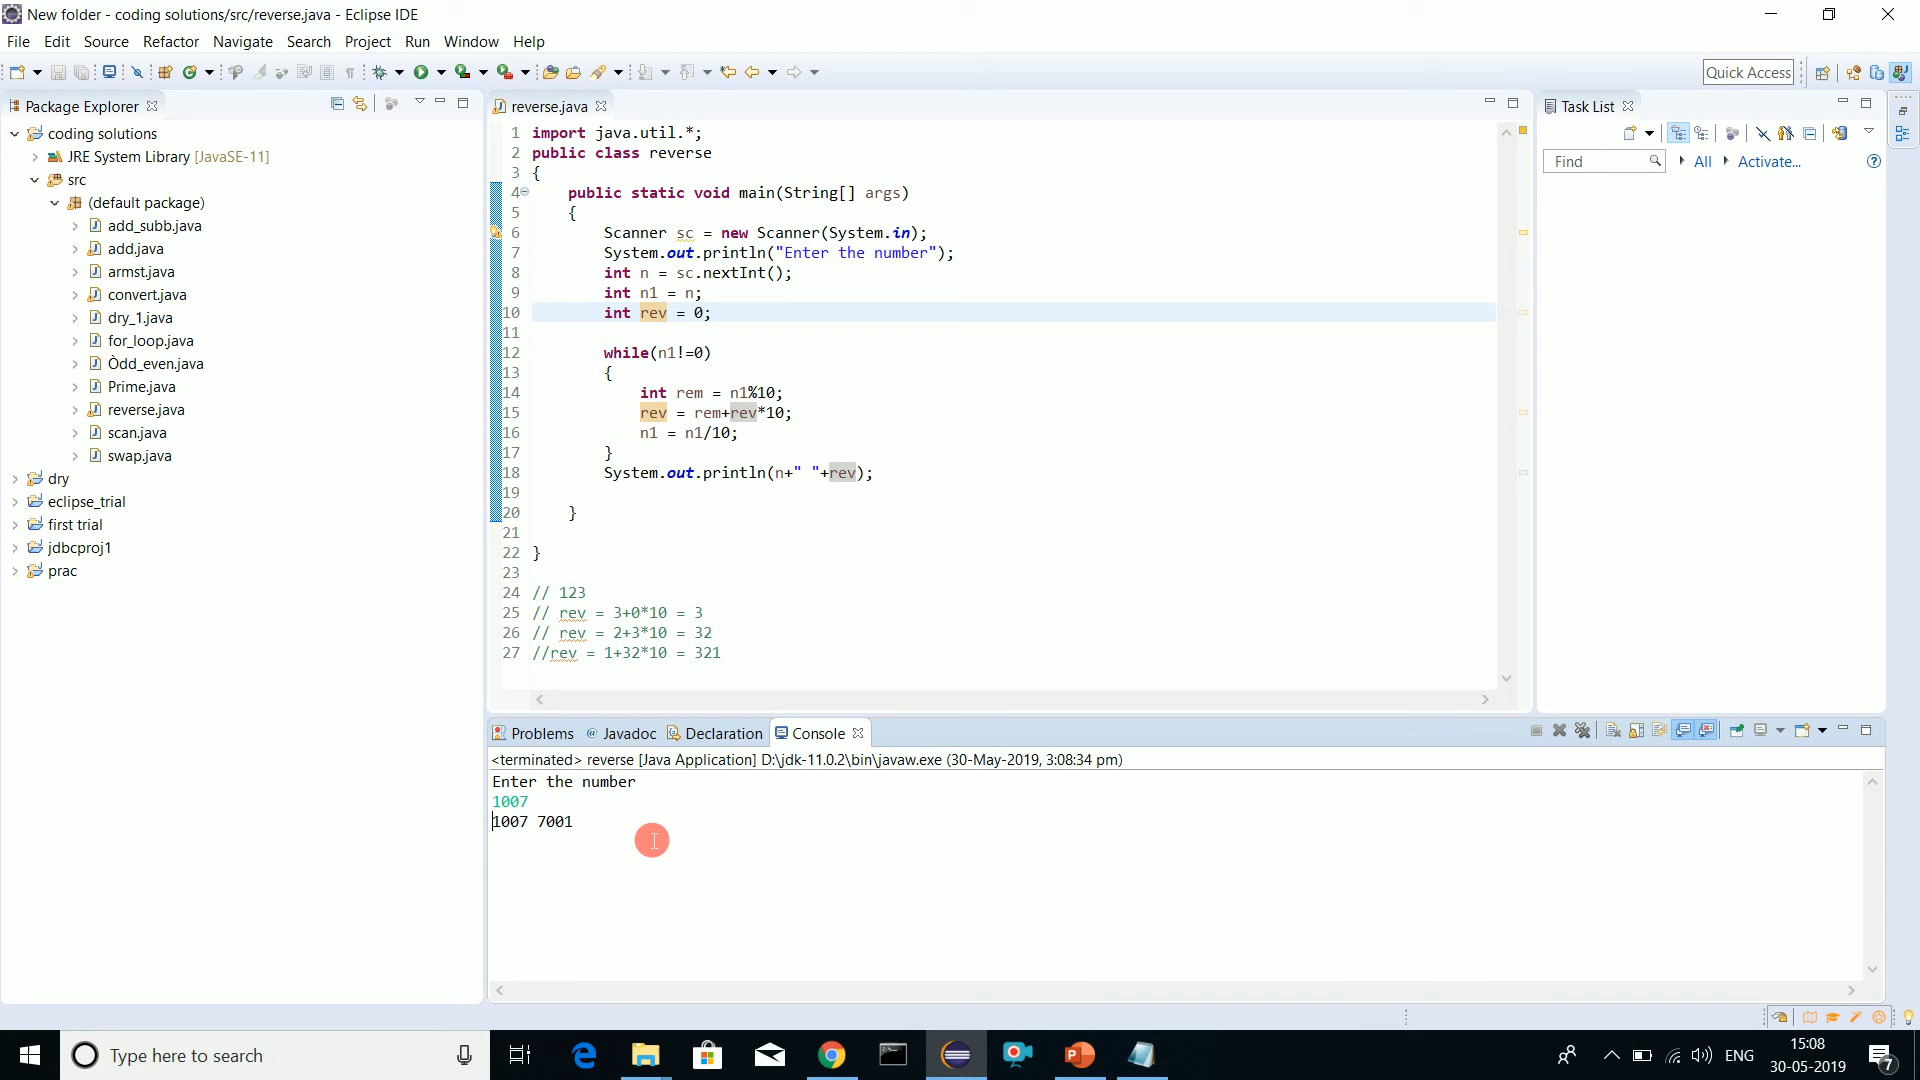 New folder - coding solutions/src/reverse.java - Eclipse IDE
File Edit Source Refactor Navigate Search Project Run Window Help
Quick Access
Package Explorer
coding solutions
JRE System Library [JavaSE-11]
src
(default package)
add_subb.java
add.java
armst.java
convert.java
dry_1.java
for_loop.java
Òdd_even.java
Prime.java
reverse.java
scan.java
swap.java
dry
eclipse_trial
first trial
jdbcproj1
prac
reverse.java
1 import java.util.*;
2 public class reverse
3 {
4 public static void main(String[] args)
5 {
6 Scanner sc = new Scanner(System.in);
7 System.out.println("Enter the number");
8 int n = sc.nextInt();
9 int n1 = n;
10 int rev = 0;
11
12 while(n1!=0)
13 {
14 int rem = n1%10;
15 rev = rem+rev*10;
16 n1 = n1/10;
17 }
18 System.out.println(n+" "+rev);
19
20 }
21
22 }
23
24 // 123
25 // rev = 3+0*10 = 3
26 // rev = 2+3*10 = 32
27 //rev = 1+32*10 = 321
Task List
Find All Activate...
Problems @ Javadoc Declaration Console
<terminated> reverse [Java Application] D:\jdk-11.0.2\bin\javaw.exe (30-May-2019, 3:08:34 pm)
Enter the number
1007
1007 7001
Type here to search
ENG
15:08
30-05-2019
7